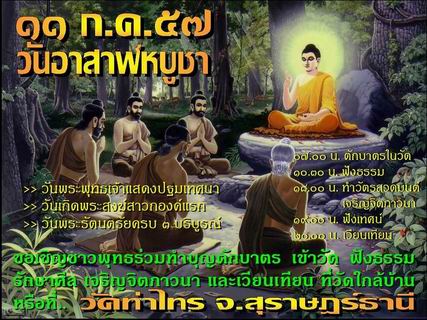 ๑๑ ก.ค.๕๗
วันอาสาฬหบูชา
๐๗.๐๐ น. ตักบาตรในวัด
๑๐.๓๐ น. ฟังธรรม
๑๘.๐๐ น. ทำวัตรสวดมนต์
เจริญจิตภาวนา
๑๙.๐๐ น. ฟังเทศน์
๒๐.๐๐ น. เวียนเทียน
>> วันพระพุทธเจ้าแสดงปฐมเทศนา
>> วันเกิดพระสงฆ์สาวกองค์แรก
>> วันพระรัตนตรัยครบ ๓ บริบูรณ์
ขอเชิญชาวพุทธร่วมทำบุญตักบาตร เข้าวัด ฟังธรรม
รักษาศีล เจริญจิตภาวนา และเวียนเทียน ที่วัดใกล้บ้าน
หรือที่.. วัดท่าไทร จ.สุราษฎร์ธานี